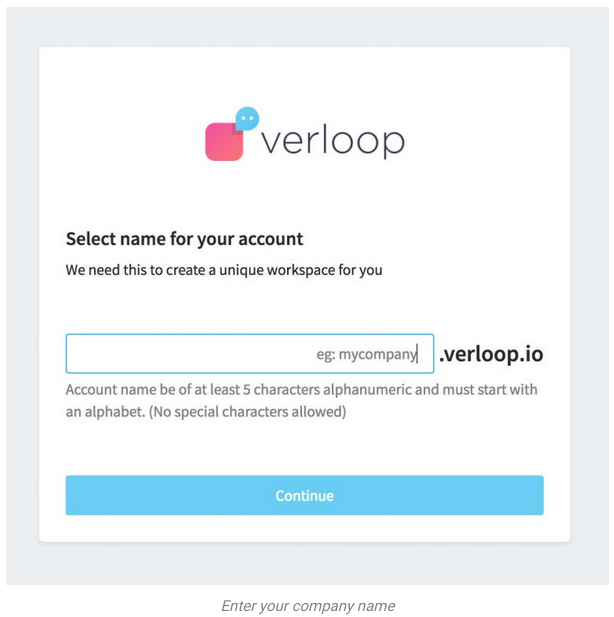 verloop
Select name for your account
We need this to create a unique workspace for you
eg: mycompany
.verloop.io
Account name be of at least 5 characters alphanumeric and must start with
an alphabet. (No special characters allowed)
Continue
Enter your company name